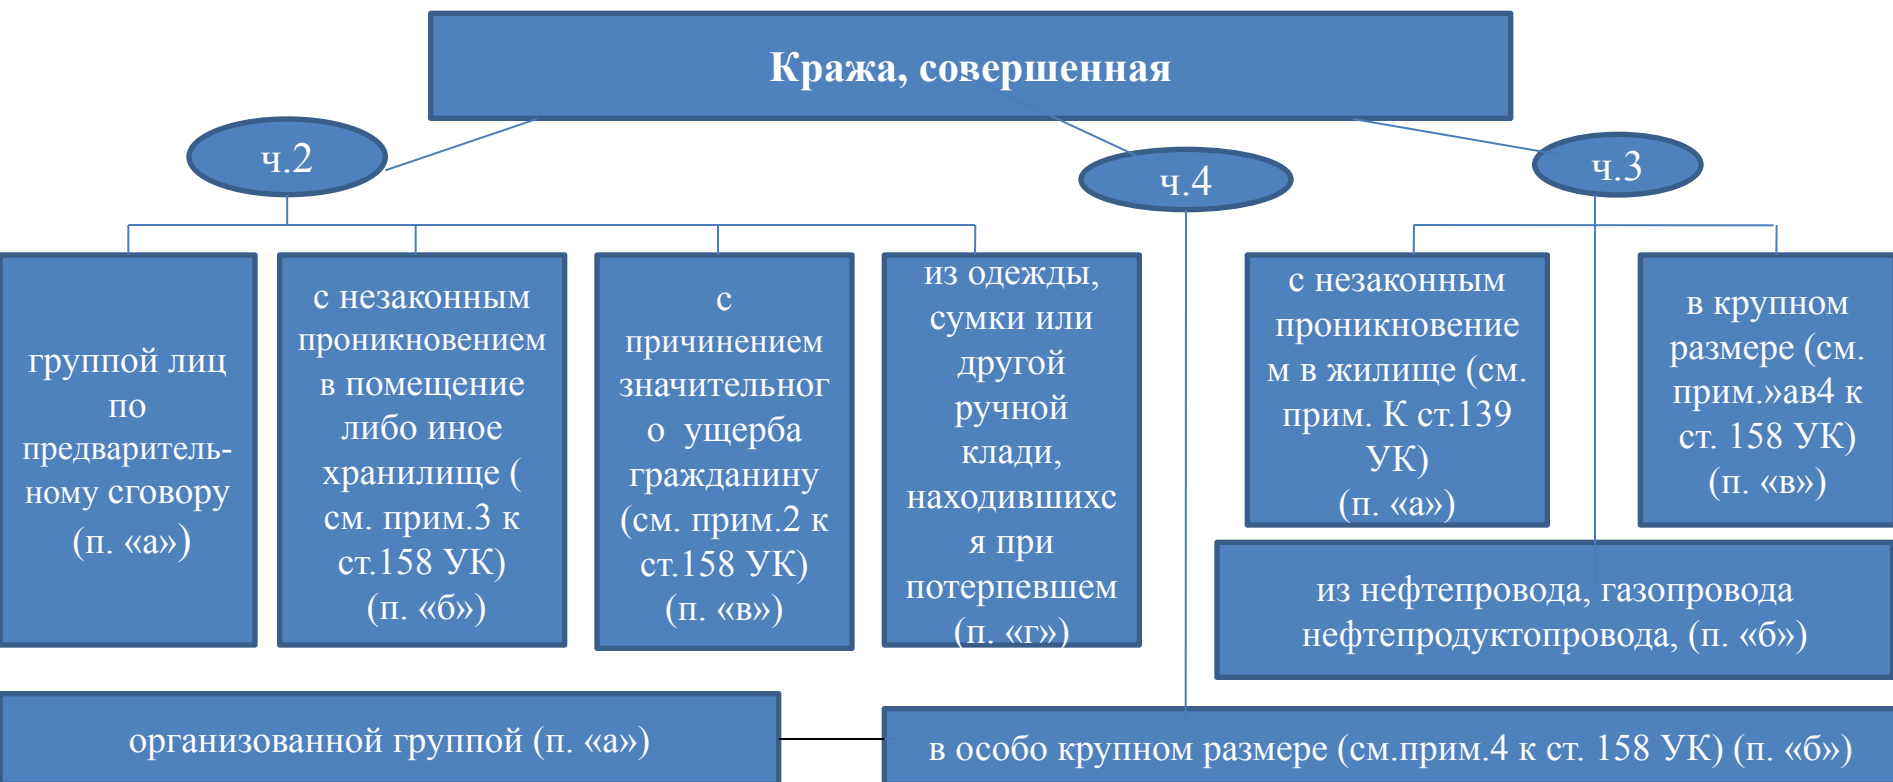 Кража, совершенная
ч.2
ч.4
ч.3
группой лиц
по
предваритель-
ному сговору
(п. «а»)
с незаконным
проникновением
в помещение
либо иное
хранилище (
см. прим.3 к
ст.158 УК)
(п. «б»)
с
причинением
значительног
о ущерба
гражданину
(см. прим.2 к
ст.158 УК)
(п. «в»)
из одежды,
сумки или
другой
ручной
клади,
находившихс
я при
потерпевшем
(п. «г»)
с незаконным
проникновение
м в жилище (см.
прим. К ст.139
УК)
(п. «а»)
в крупном
размере (см.
прим.»ав4 к
ст. 158 УК)
(п. «в»)
из нефтепровода, газопровода
нефтепродуктопровода, (п. «б»)
организованной группой (п. «а»)
в особо крупном размере (см.прим.4 к ст. 158 УК) (п. «б»)